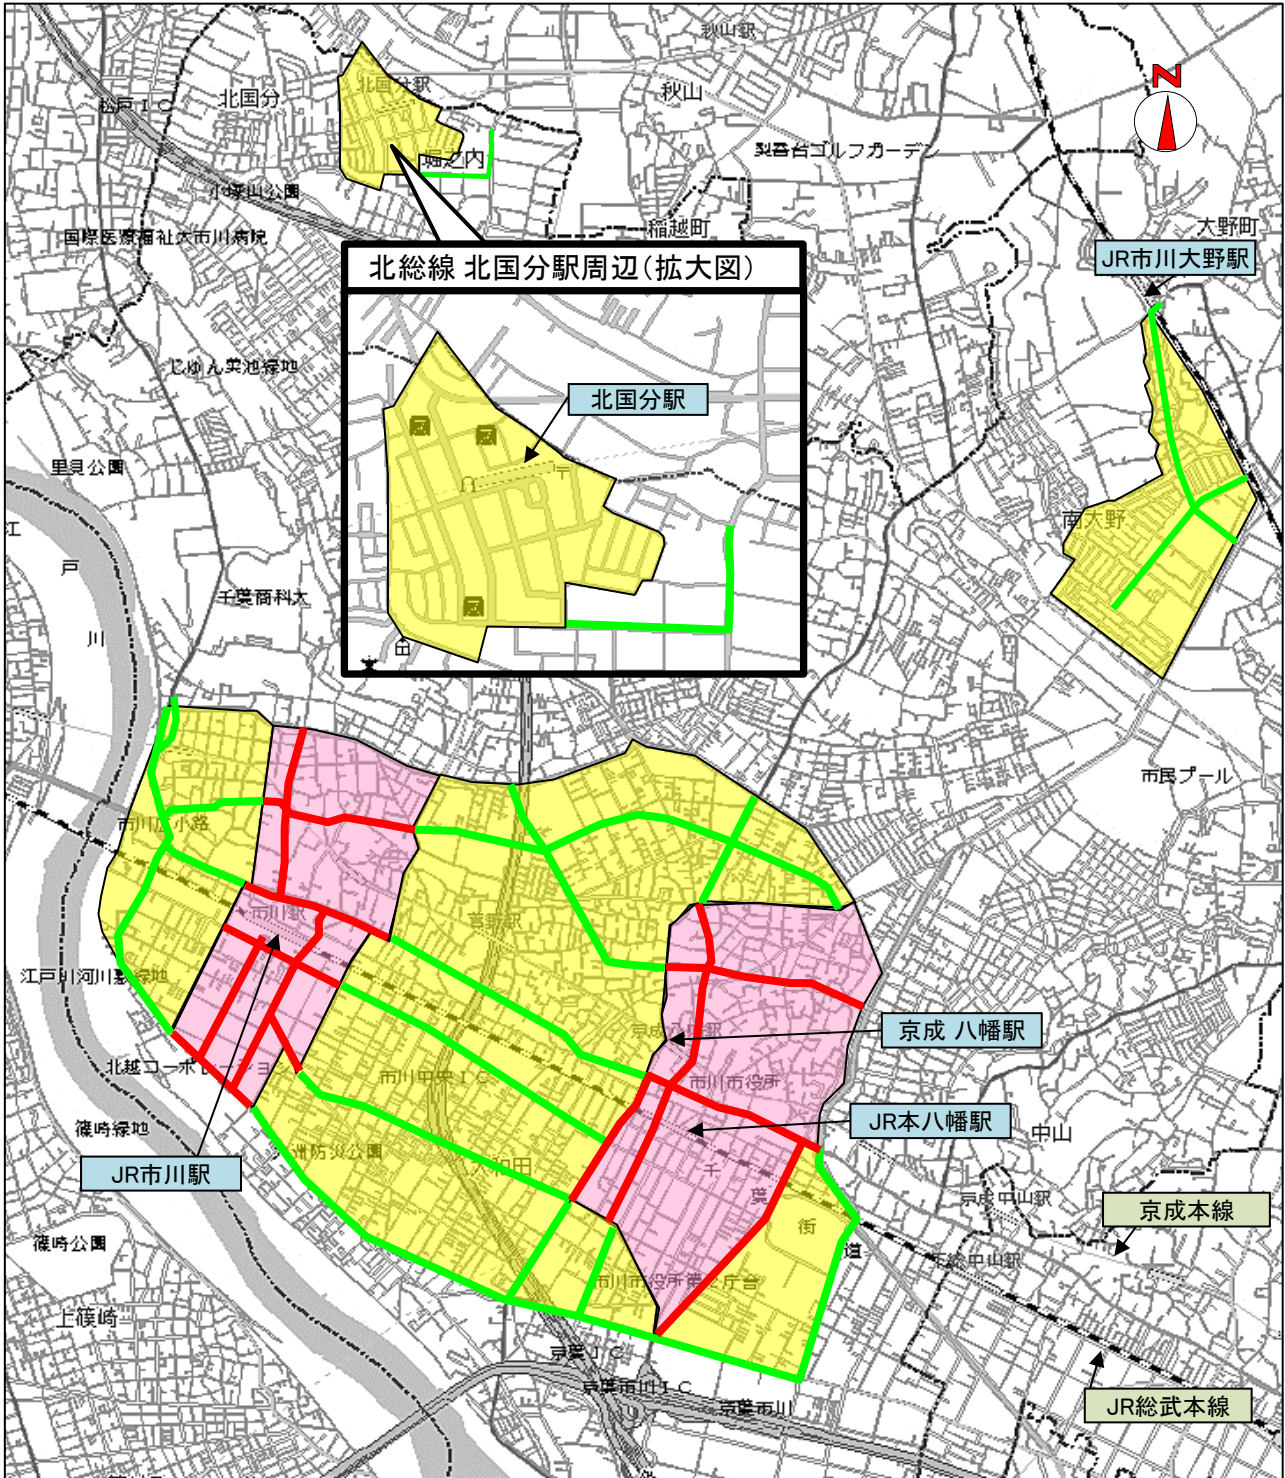 秋山駅
北国分駅
北国分
松戸IC
秋山
N
堀之内
梨香台ゴルフガーデ
小塚山公園
稲越町
大野町
国際医療福祉大市川病院
北総線 北国分駅周辺(拡大図)
JR市川大野駅
じゅん菜池緑地
北国分駅
里見公園
南大野
江
戸
川
千葉商科大
市民プール
市川広小路
市川駅
菅野駅
江戸川河川敷緑地
京成八幡駅
京成 八幡駅
北越コーポレーショ
市川中央IC
市川市役所
JR本八幡駅
篠崎緑地
大洲防災公園
大和田
中山
JR市川駅
千
葉
街
道
京成中山駅
京成本線
篠崎公園
下総中山駅
市川市役所第2庁舎
上篠崎
京葉JC
京葉市川IC
京葉市川
JR総武本線